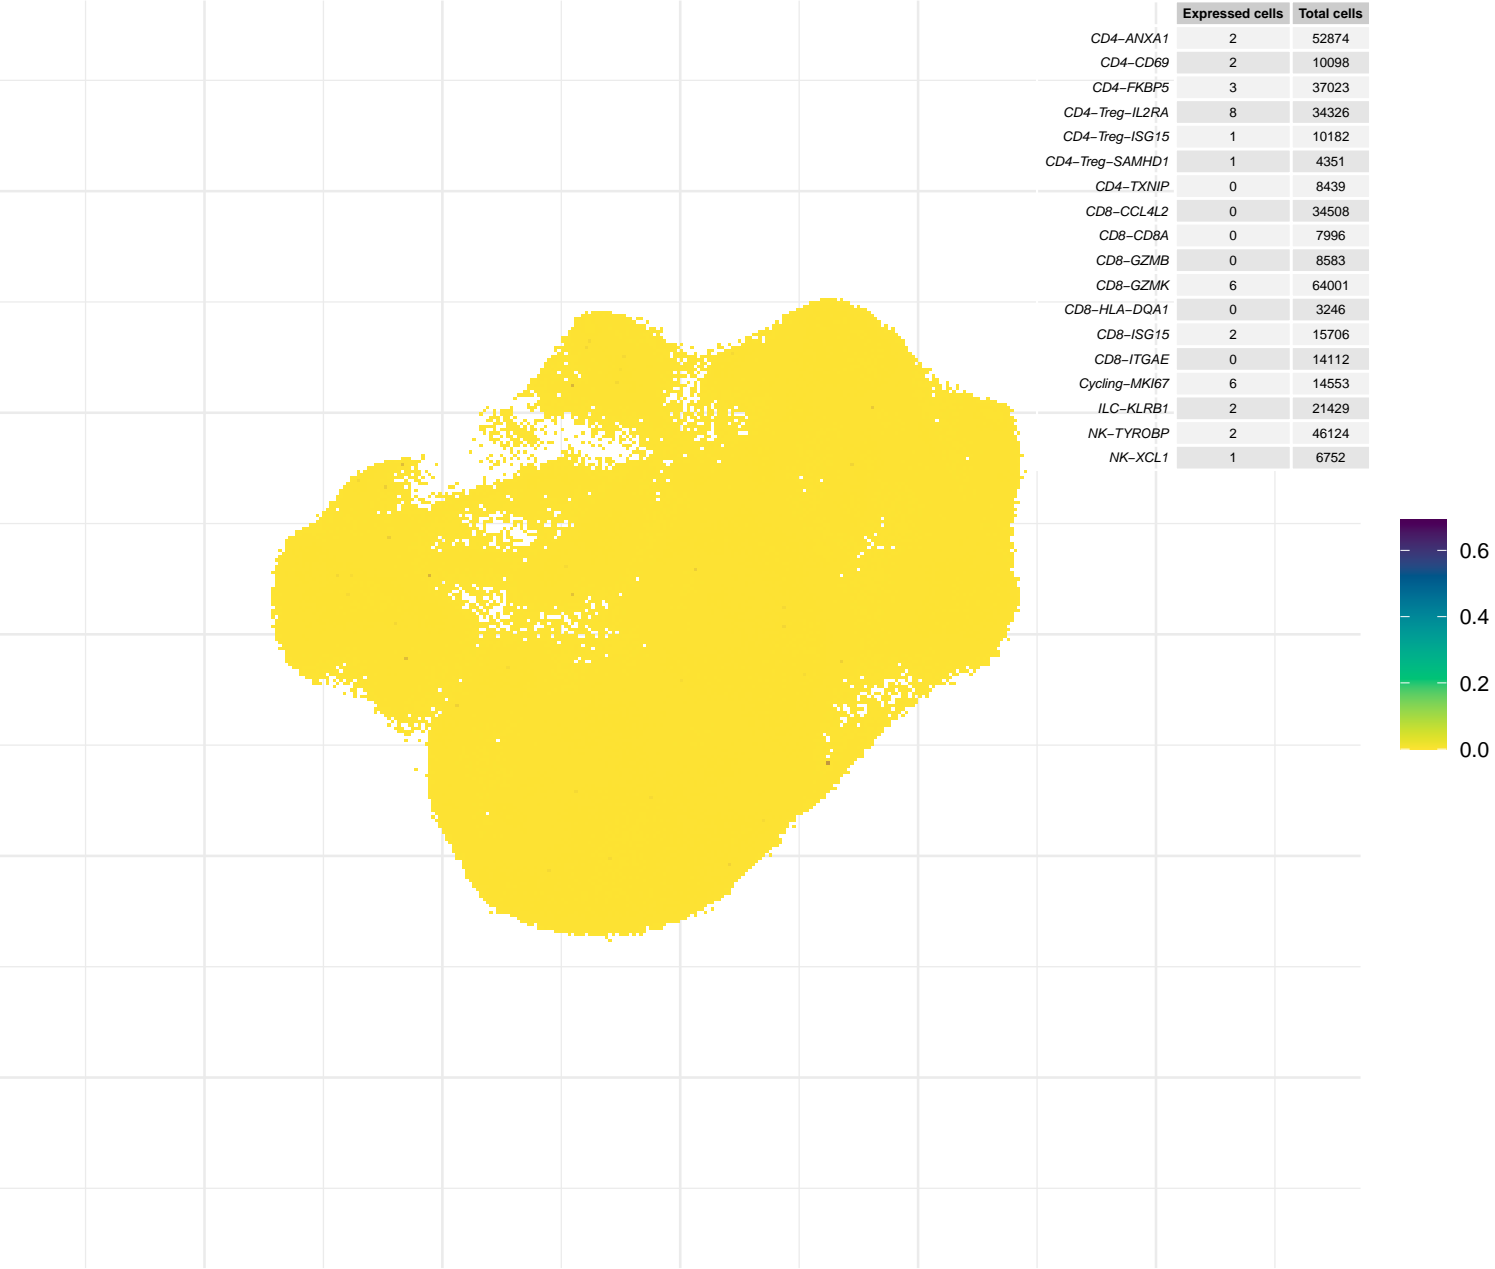 Expressed cells Total cells
CD4−ANXA1 2 52874
CD4−CD69 2 10098
CD4−FKBP5 3 37023
CD4−Treg−IL2RA 8 34326
CD4−Treg−ISG15 1 10182
CD4−Treg−SAMHD1 1 4351
CD4−TXNIP 0 8439
CD8−CCL4L2 0 34508
CD8−CD8A 0 7996
CD8−GZMB 0 8583
CD8−GZMK 6 64001
CD8−HLA−DQA1 0 3246
CD8−ISG15 2 15706
CD8−ITGAE 0 14112
Cycling−MKI67 6 14553
ILC−KLRB1 2 21429
NK−TYROBP 2 46124
NK−XCL1 1 6752
0.6
0.4
0.2
0.0